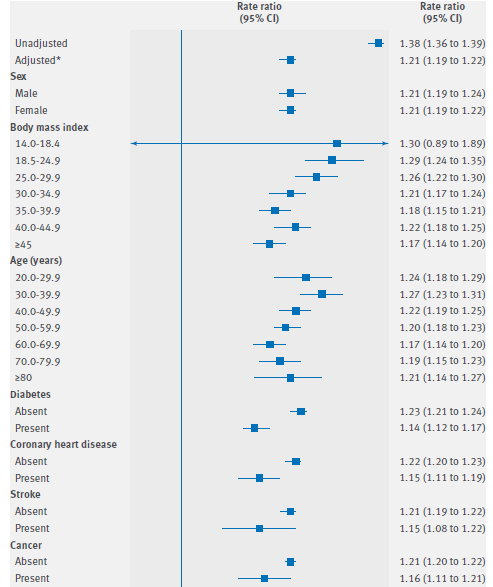 Rate ratio Rate ratio
(95% CI) (95% CI)
Unadjusted 1.38 (1.36 to 1.39)
Adjusted* 1.21 (1.19 to 1.22)
Sex
Male 1.21 (1.19 to 1.24)
Female 1.21 (1.19 to 1.22)
Body mass index
14.0-18.4 1.30 (0.89 to 1.89)
18.5-24.9 1.29 (1.24 to 1.35)
25.0-29.9 1.26 (1.22 to 1.30)
30.0-34.9 1.21 (1.17 to 1.24)
35.0-39.9 1.18 (1.15 to 1.21)
40.0-44.9 1.22 (1.18 to 1.25)
≥45 1.17 (1.14 to 1.20)
Age (years)
20.0-29.9 1.24 (1.18 to 1.29)
30.0-39.9 1.27 (1.23 to 1.31)
40.0-49.9 1.22 (1.19 to 1.25)
50.0-59.9 1.20 (1.18 to 1.23)
60.0-69.9 1.17 (1.14 to 1.20)
70.0-79.9 1.19 (1.15 to 1.23)
≥80 1.21 (1.14 to 1.27)
Diabetes
Absent 1.23 (1.21 to 1.24)
Present 1.14 (1.12 to 1.17)
Coronary heart disease
Absent 1.22 (1.20 to 1.23)
Present 1.15 (1.11 to 1.19)
Stroke
Absent 1.21 (1.19 to 1.22)
Present 1.15 (1.08 to 1.22)
Cancer
Absent 1.21 (1.20 to 1.22)
Present 1.16 (1.11 to 1.21)